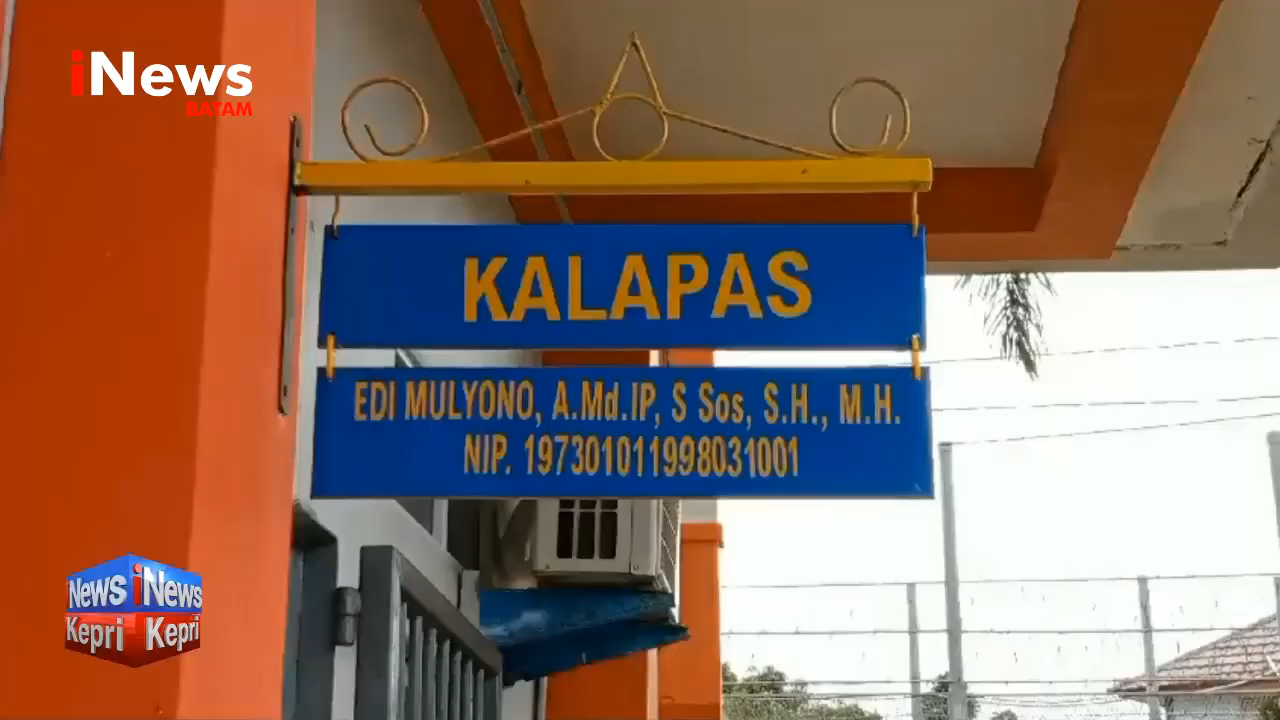 iNews
BATAM
KALAPAS
EDI MULYONO, A.Md.IP, S Sos, S.H., M.H.
NIP. 197301011998031001
News iNews
Kepri Kepri